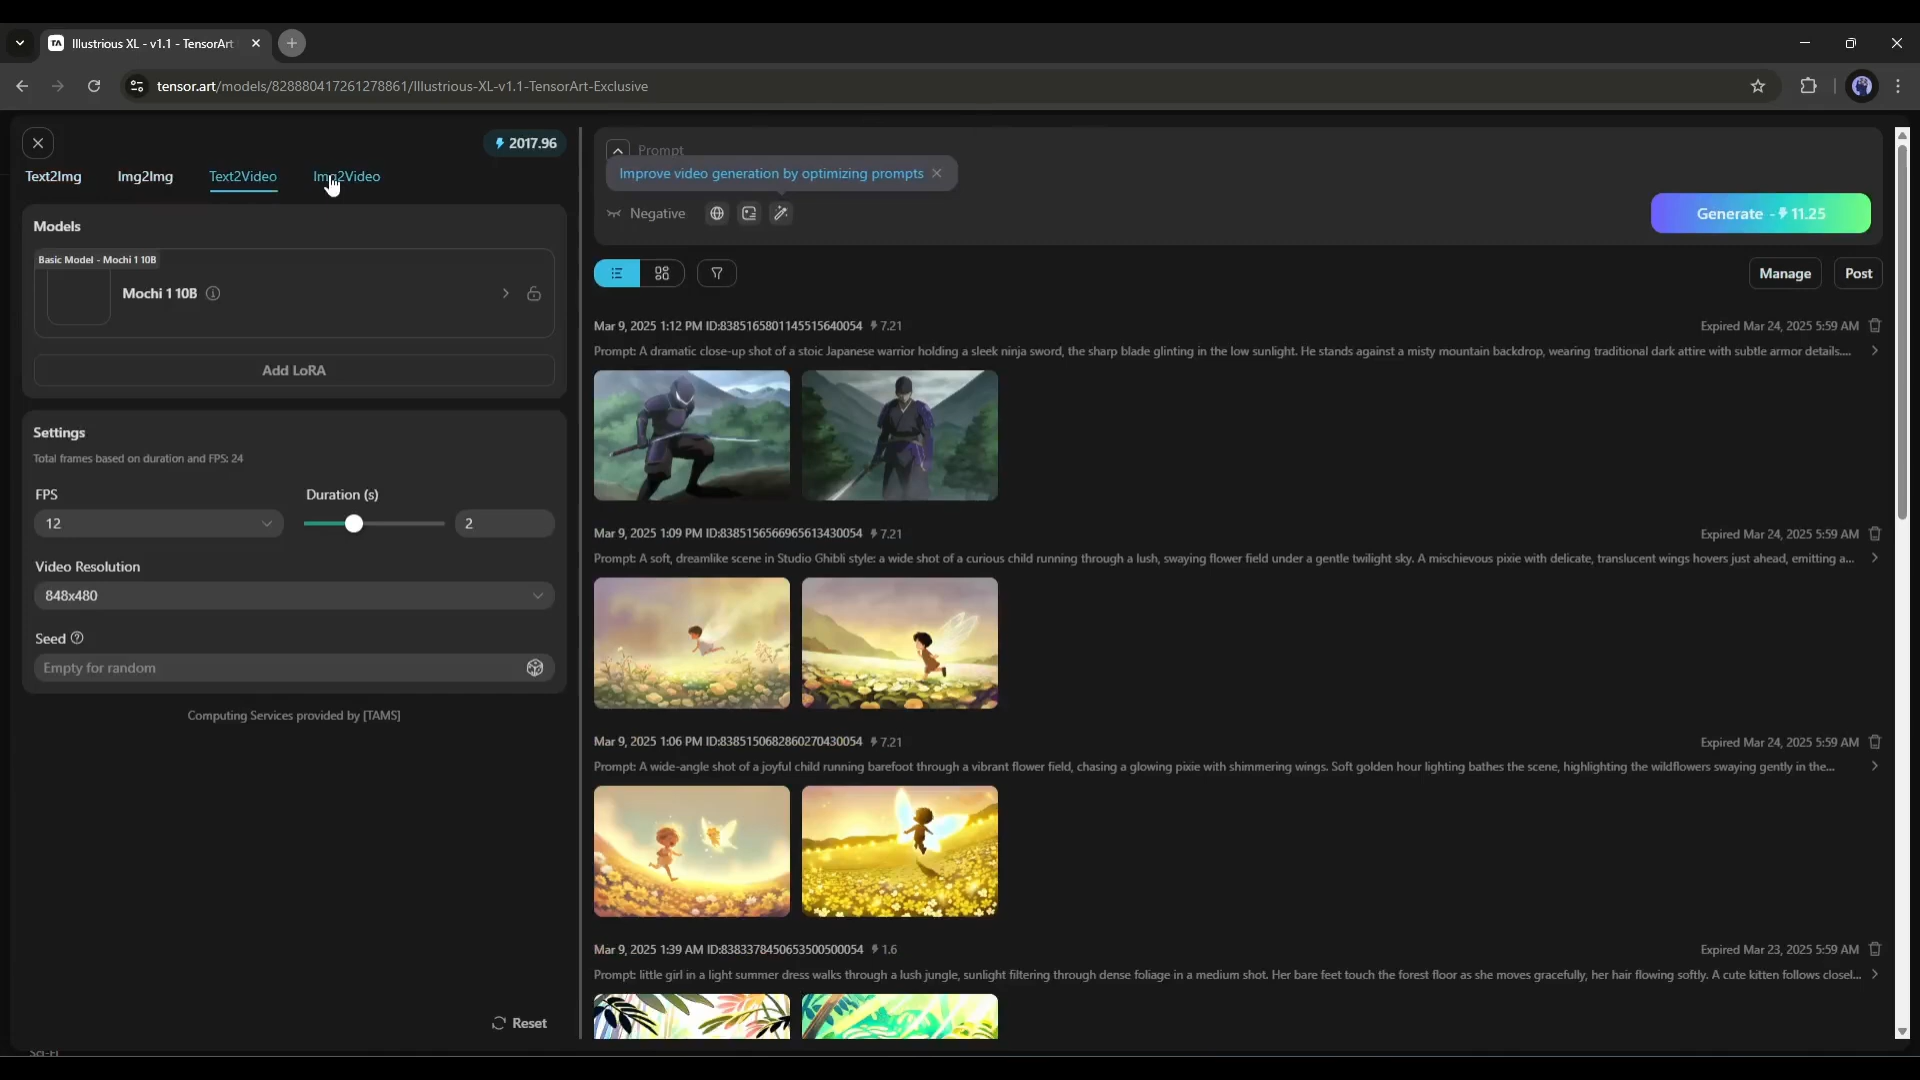 Illustrious XL - v1.1 - TensorArt
tensor.art/models/828880417261278861/Illustrious-XL-v1.1-TensorArt-Exclusive
2017.96
Text2Img
Img2Img
Text2Video
Img2Video
Models
Basic Model - Mochi 1 10B
Mochi 1 10B
Add LoRA
Settings
Total frames based on duration and FPS: 24
FPS
Duration (s)
12
2
Video Resolution
848x480
Seed
Empty for random
Computing Services provided by [TAMS]
Reset
Prompt
Improve video generation by optimizing prompts
Negative
Generate - 11.25
Manage
Post
Mar 9, 2025 1:12 PM ID:838516580114551564​0054 7.21
Expired Mar 24, 2025 5:59 AM
Prompt: A dramatic close-up shot of a stoic Japanese warrior holding a sleek ninja sword, the sharp blade glinting in the low sunlight. He stands against a misty mountain backdrop, wearing traditional dark attire with subtle armor details....
Mar 9, 2025 1:09 PM ID:838515656696561343​0054 7.21
Expired Mar 24, 2025 5:59 AM
Prompt: A soft, dreamlike scene in Studio Ghibli style: a wide shot of a curious child running through a lush, swaying flower field under a gentle twilight sky. A mischievous pixie with delicate, translucent wings hovers just ahead, emitting a...
Mar 9, 2025 1:06 PM ID:838515068286027043​0054 7.21
Expired Mar 24, 2025 5:59 AM
Prompt: A wide-angle shot of a joyful child running barefoot through a vibrant flower field, chasing a glowing pixie with shimmering wings. Soft golden hour lighting bathes the scene, highlighting the wildflowers swaying gently in the...
Mar 9, 2025 1:39 AM ID:838337845065350050​0054 1.6
Expired Mar 23, 2025 5:59 AM
Prompt: little girl in a light summer dress walks through a lush jungle, sunlight filtering through dense foliage in a medium shot. Her bare feet touch the forest floor as she moves gracefully, her hair flowing softly. A cute kitten follows closel...
Sci-Fi